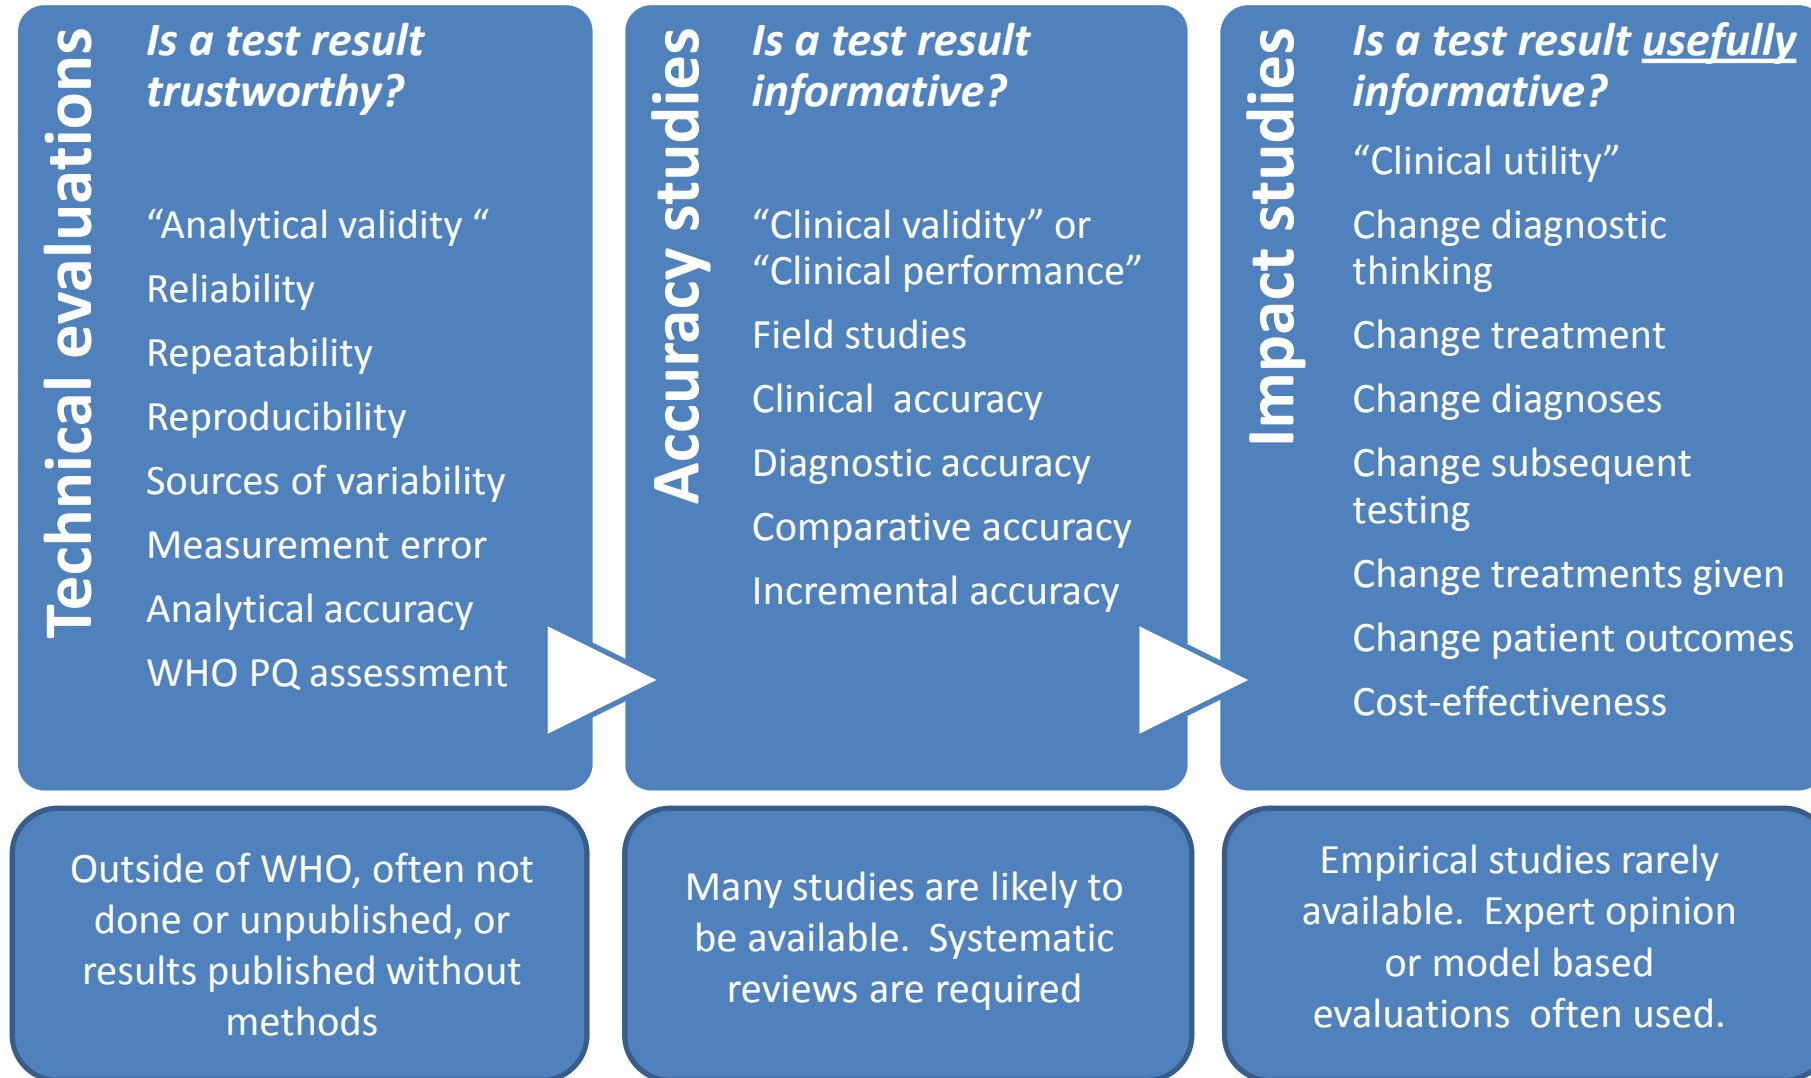 Technical evaluations
Is a test result
trustworthy?
“Analytical validity “
Reliability
Repeatability
Reproducibility
Sources of variability
Measurement error
Analytical accuracy
WHO PQ assessment
Outside of WHO, often not
done or unpublished, or
results published without
methods
Accuracy studies
Is a test result
informative?
“Clinical validity” or
“Clinical performance”
Field studies
Clinical  accuracy
Diagnostic accuracy
Comparative accuracy
Incremental accuracy
Many studies are likely to
be available.  Systematic
reviews are required
Impact studies
Is a test result usefully
informative?
“Clinical utility”
Change diagnostic
thinking
Change treatment
Change diagnoses
Change subsequent
testing
Change treatments given
Change patient outcomes
Cost-effectiveness
Empirical studies rarely
available.  Expert opinion
or model based
evaluations  often used.